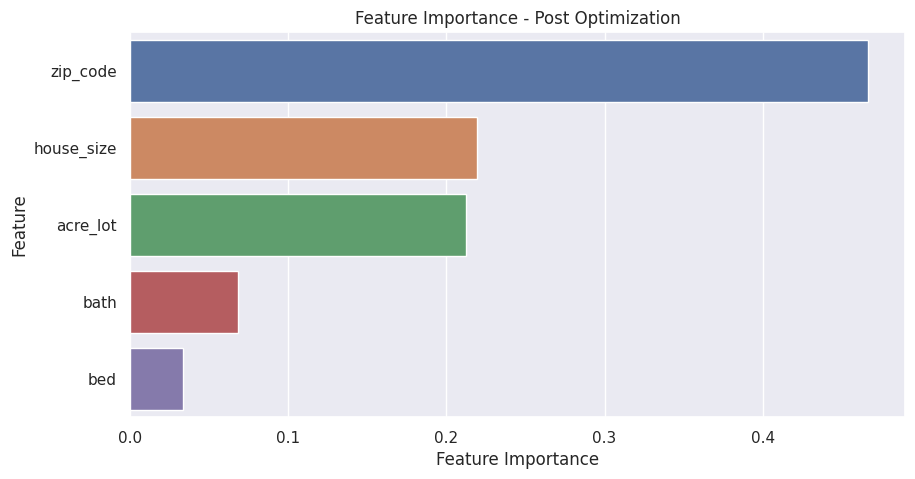 Feature Importance - Post Optimization
Feature
zip_code
house_size
acre_lot
bath
bed
0.0 0.1 0.2 0.3 0.4
Feature Importance